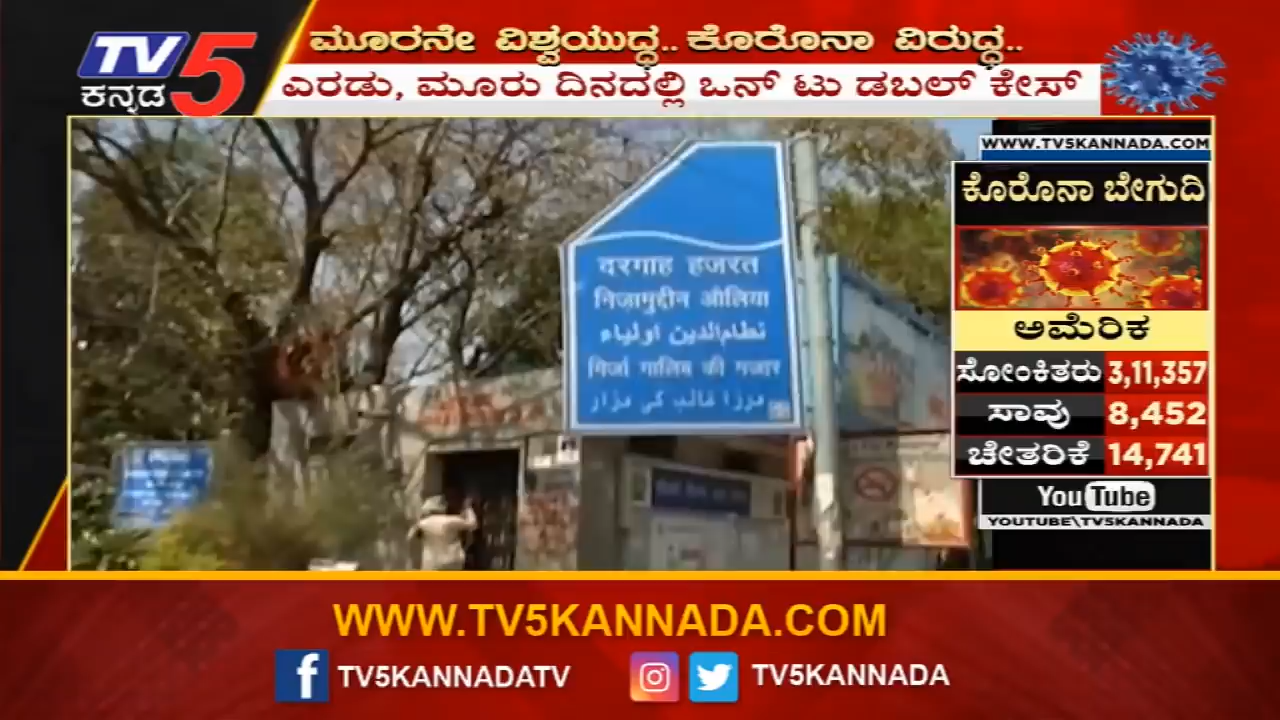 TV5
ಕನ್ನಡ
ಮೂರನೇ ವಿಶ್ವಯುದ್ಧ.. ಕೊರೊನಾ ವಿರುದ್ಧ..
ಎರಡು, ಮೂರು ದಿನದಲ್ಲಿ ಒನ್ ಟು ಡಬಲ್ ಕೇಸ್
दरगाह हजरत
निज़ामुद्दीन औलिया
نظام الدین اولیاء
मिर्जा गालिब की मजार
مرزا غالب کی مزار
WWW.TV5KANNADA.COM
ಕೊರೊನಾ ಬೇಗುದಿ
ಅಮೆರಿಕ
ಸೋಂಕಿತರು 3,11,357
ಸಾವು 8,452
ಚೇತರಿಕೆ 14,741
YouTube
YOUTUBE\TV5KANNADA
WWW.TV5KANNADA.COM
f TV5KANNADATV
TV5KANNADA